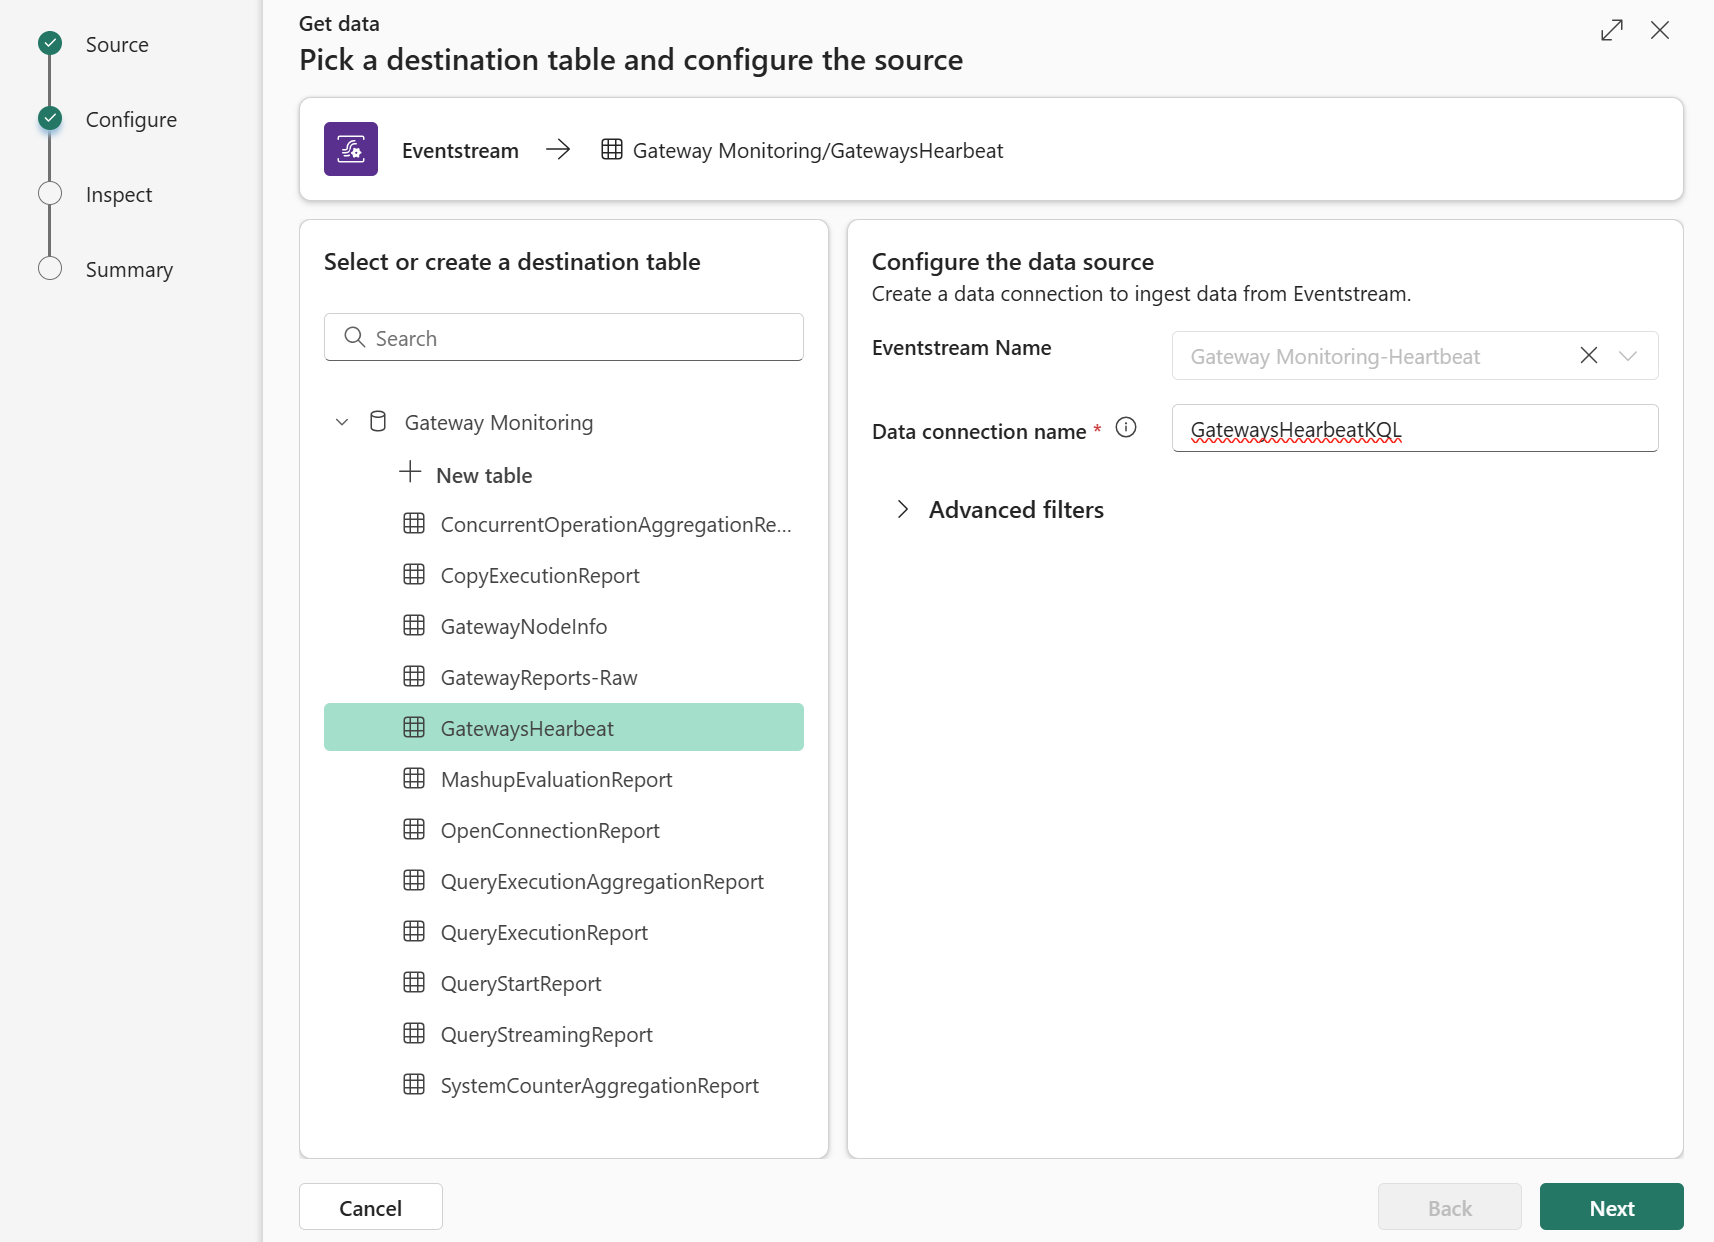 Source
Configure
Inspect
Summary
Get data
Pick a destination table and configure the source
Eventstream
Gateway Monitoring/GatewaysHearbeat
Select or create a destination table
Search
Gateway Monitoring
New table
ConcurrentOperationAggregationRe...
CopyExecutionReport
GatewayNodeInfo
GatewayReports-Raw
GatewaysHearbeat
MashupEvaluationReport
OpenConnectionReport
QueryExecutionAggregationReport
QueryExecutionReport
QueryStartReport
QueryStreamingReport
SystemCounterAggregationReport
Configure the data source
Create a data connection to ingest data from Eventstream.
Eventstream Name
Gateway Monitoring-Heartbeat
Data connection name *
GatewaysHearbeatKQL
Advanced filters
Cancel
Back
Next